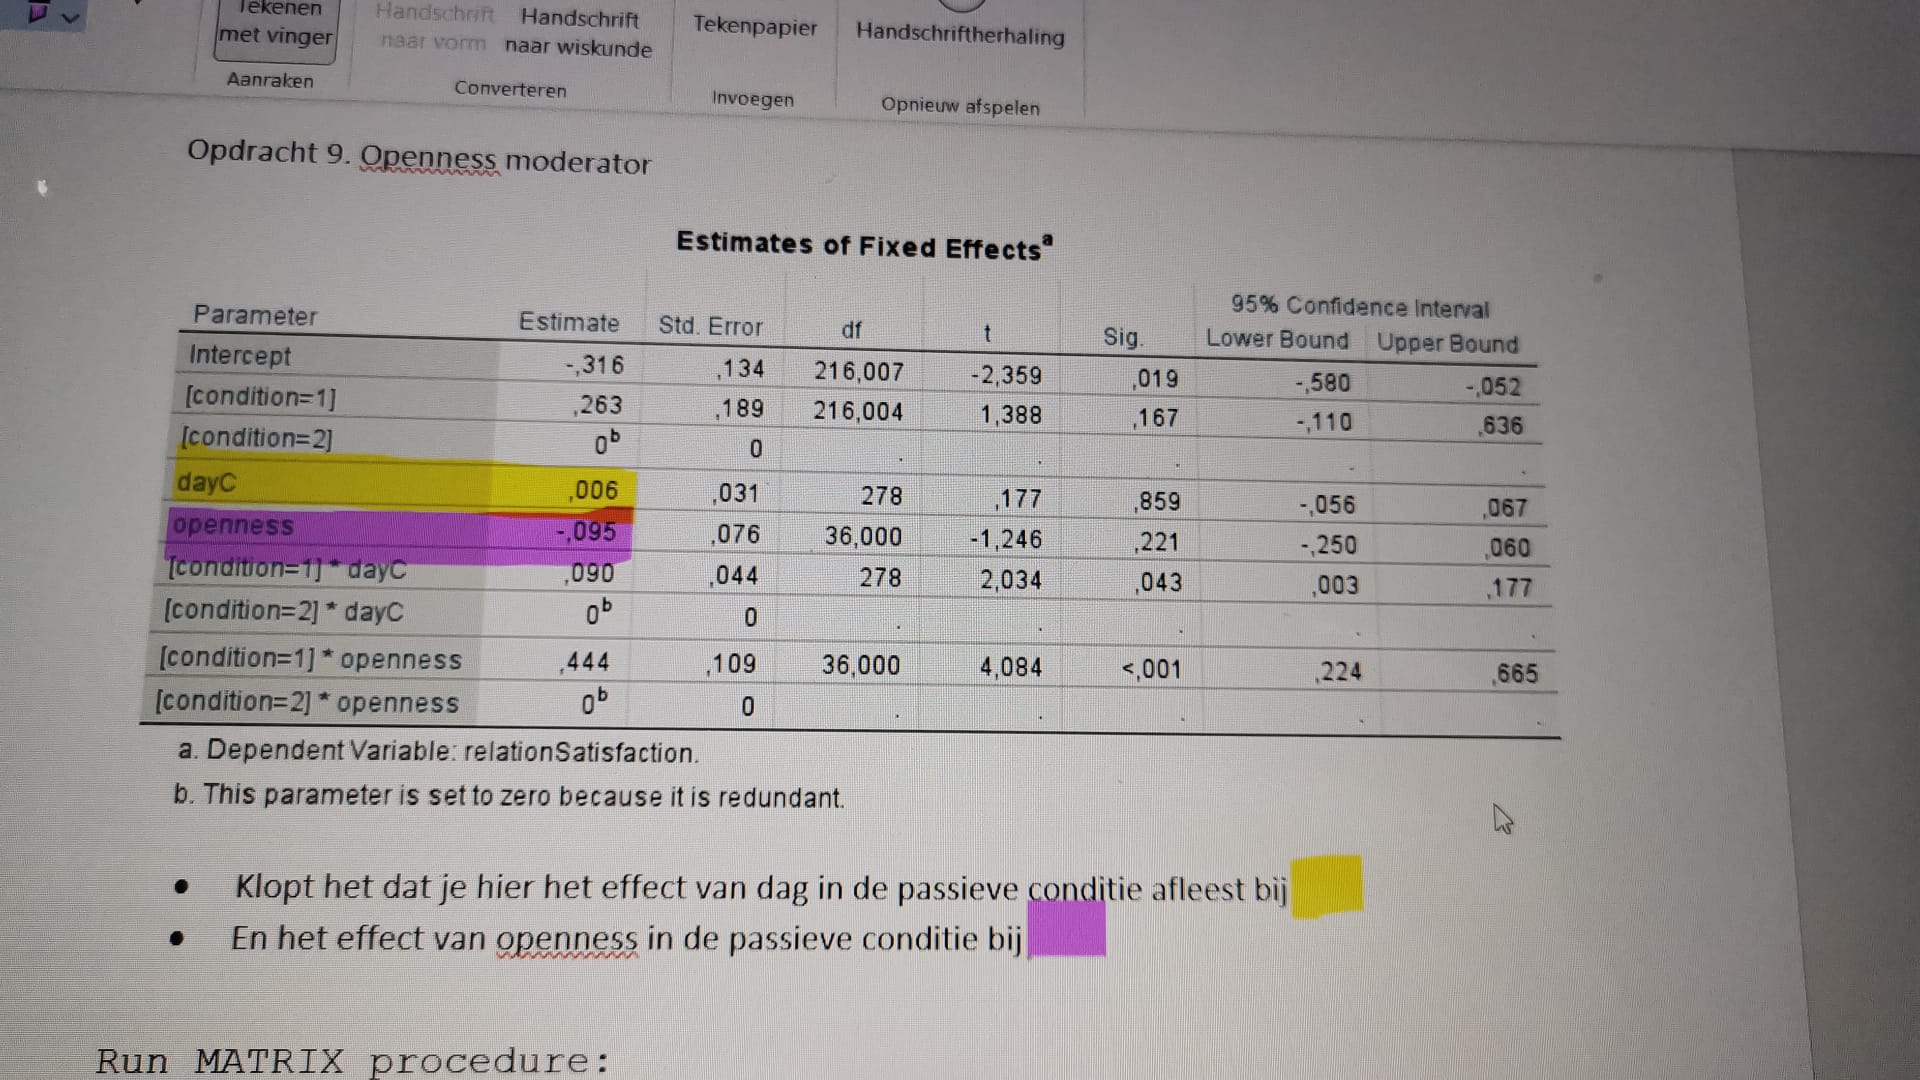 Tekenen
met vinger
Handschrift
naar vorm
Handschrift
naar wiskunde
Tekenpapier
Handschriftherhaling
Aanraken
Converteren
Invoegen
Opnieuw afspelen
Opdracht 9. Openness moderator
Estimates of Fixed Effectsᵃ
95% Confidence Interval
Parameter Estimate Std. Error df t Sig. Lower Bound Upper Bound
Intercept -,316 ,134 216,007 -2,359 ,019 -,580 -,052
[condition=1] ,263 ,189 216,004 1,388 ,167 -,110 ,636
[condition=2] 0ᵇ 0 . . . . .
dayC ,006 ,031 278 ,177 ,859 -,056 ,067
openness -,095 ,076 36,000 -1,246 ,221 -,250 ,060
[condition=1] * dayC ,090 ,044 278 2,034 ,043 ,003 ,177
[condition=2] * dayC 0ᵇ 0 . . . . .
[condition=1] * openness ,444 ,109 36,000 4,084 <,001 ,224 ,665
[condition=2] * openness 0ᵇ 0 . . . . .
a. Dependent Variable: relationSatisfaction.
b. This parameter is set to zero because it is redundant.
• Klopt het dat je hier het effect van dag in de passieve conditie afleest bij
• En het effect van openness in de passieve conditie bij
Run MATRIX procedure: